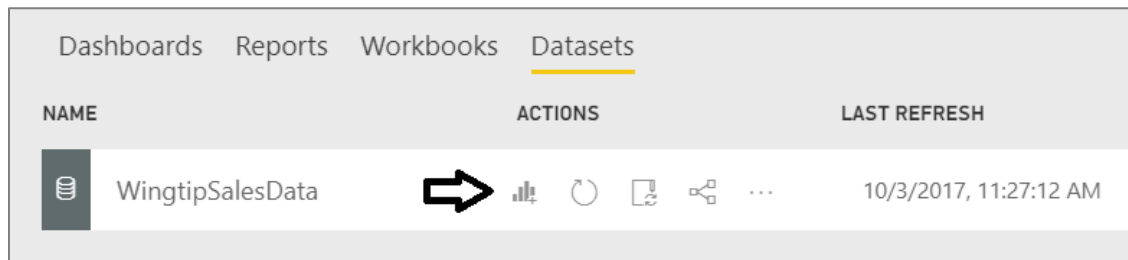 Dashboards Reports Workbooks Datasets
NAME ACTIONS LAST REFRESH
WingtipSalesData ... 10/3/2017, 11:27:12 AM